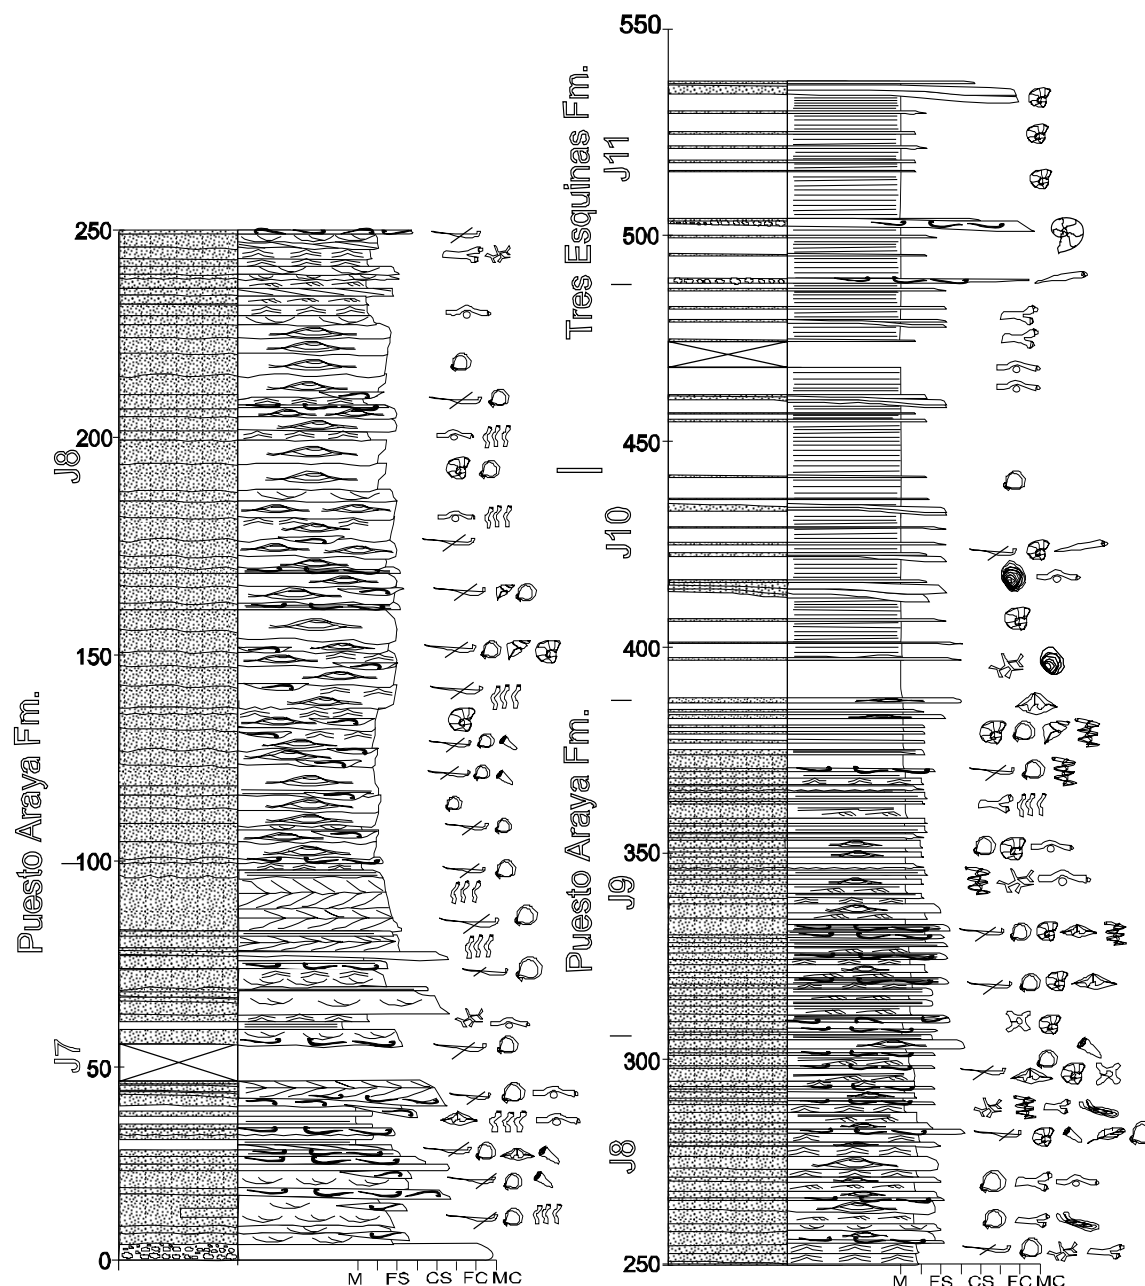 250
200
150
100
50
0
J8
J7
Puesto Araya Fm.
M FS CS FC MC
550
500
450
400
350
300
250
Tres Esquinas Fm.
J11
J10
Puesto Araya Fm.
J9
J8
M FS CS FC MC